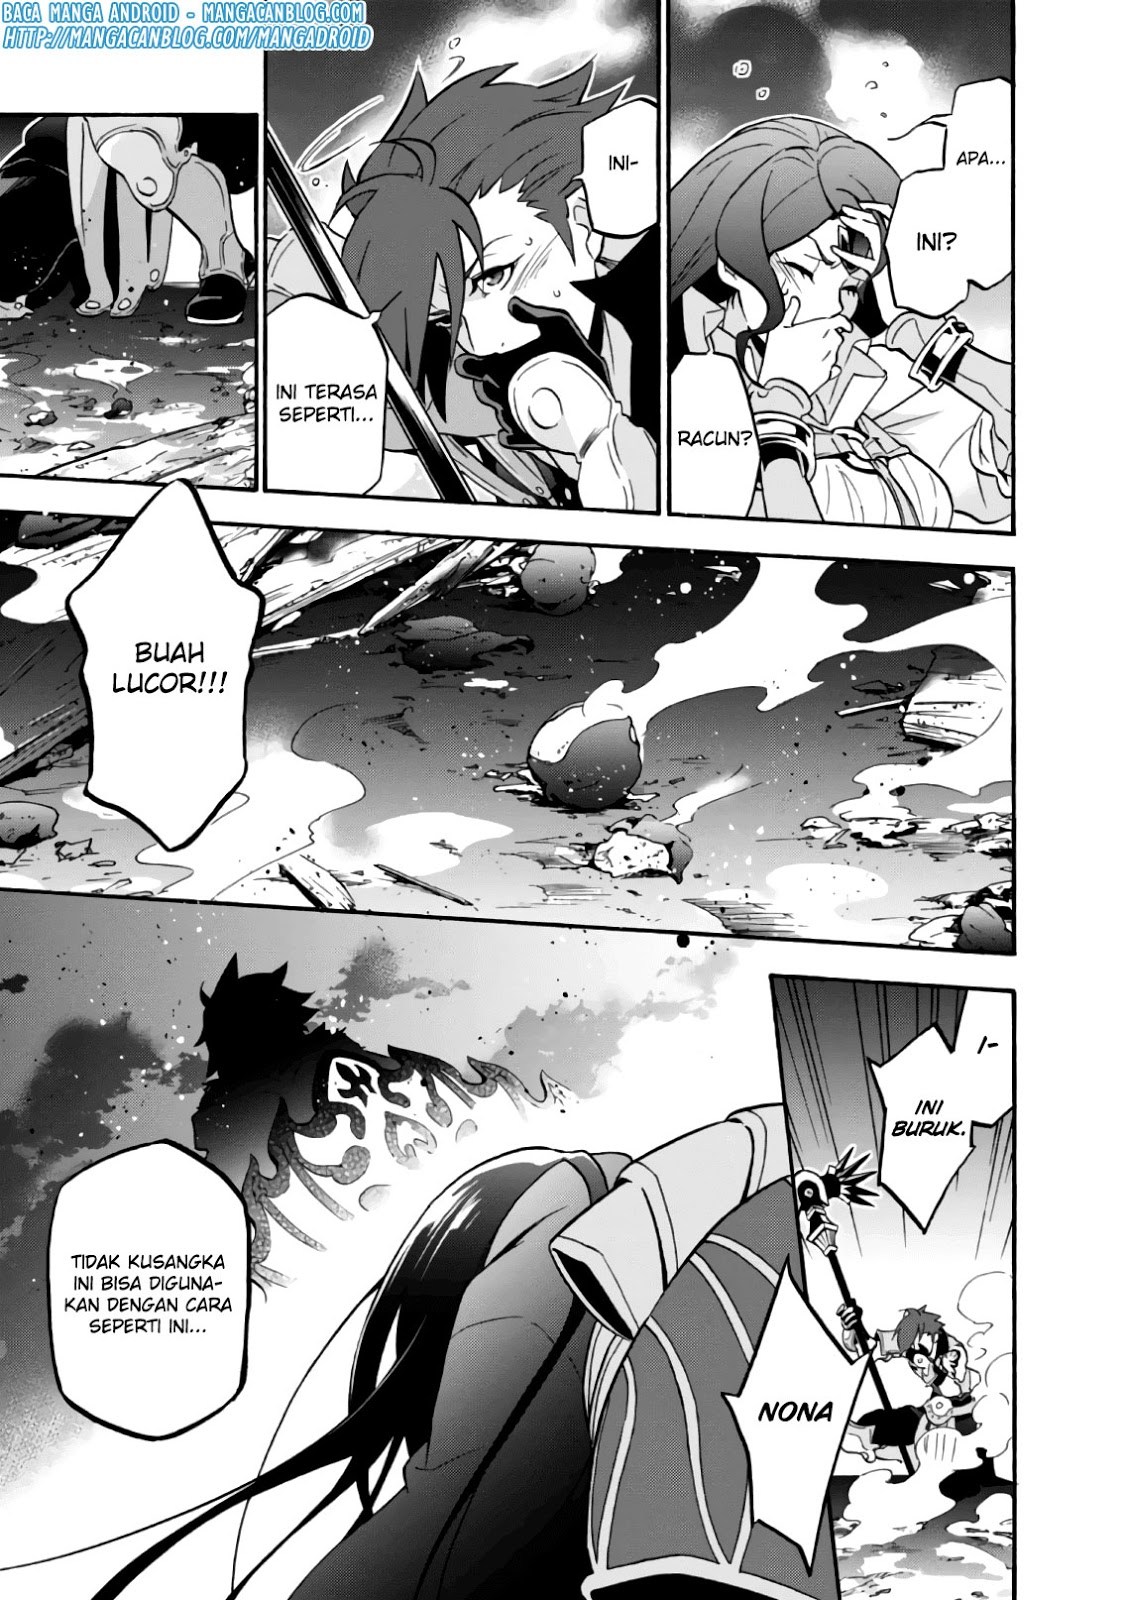 BACA MANGA ANDROID - MANGACANBLOG.COM
HTTP://MANGACANBLOG.COM/MANGADROID
APA...
INI?
RACUN?
INI-
INI TERASA
SEPERTI...
BUAH
LUCOR!!!
I-
INI
BURUK.
NONA
TIDAK KUSANGKA
INI BISA DIGUNA-
KAN DENGAN CARA
SEPERTI INI...